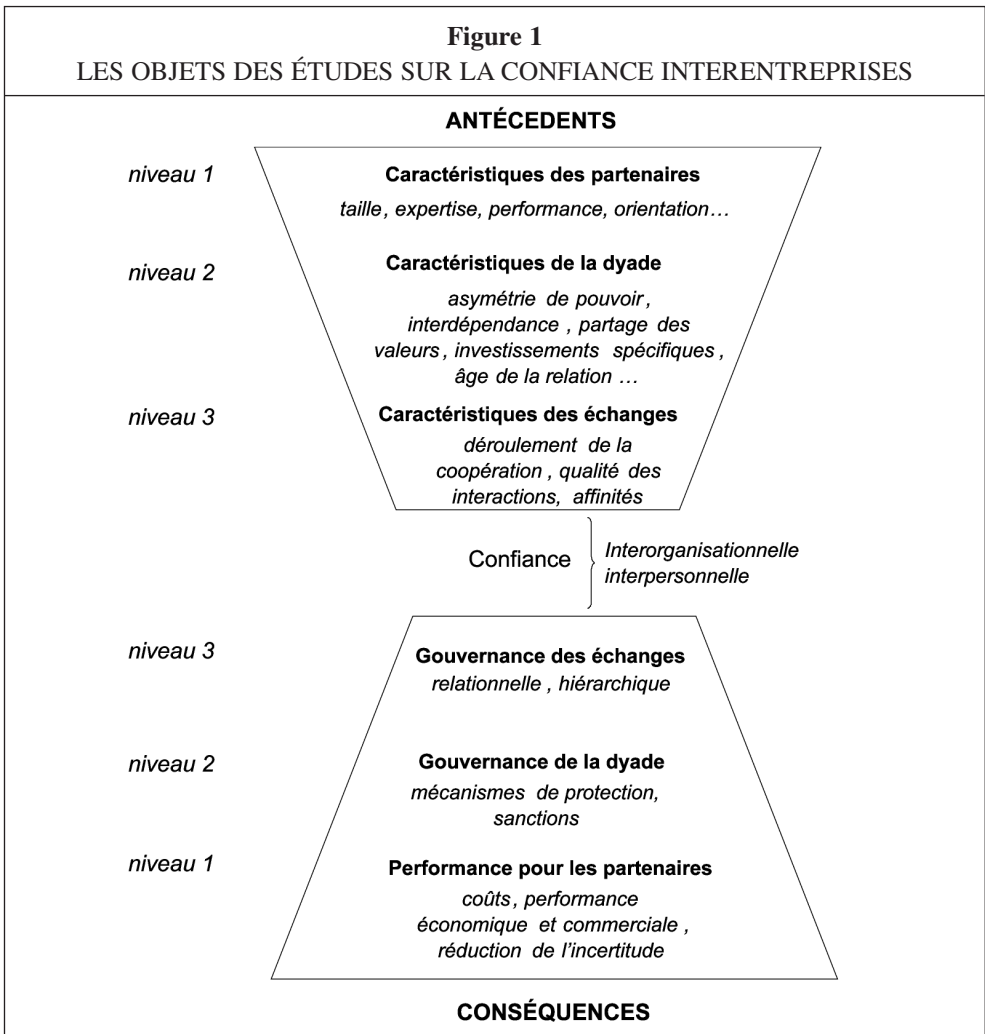 Figure 1
LES OBJETS DES ÉTUDES SUR LA CONFIANCE INTERENTREPRISES
ANTÉCEDENTS
niveau 1
Caractéristiques des partenaires
taille, expertise, performance, orientation…
niveau 2
Caractéristiques de la dyade
asymétrie de pouvoir,
interdépendance, partage des
valeurs, investissements spécifiques,
âge de la relation …
niveau 3
Caractéristiques des échanges
déroulement de la
coopération, qualité des
interactions, affinités
Confiance
Interorganisationnelle
interpersonnelle
niveau 3
Gouvernance des échanges
relationnelle, hiérarchique
niveau 2
Gouvernance de la dyade
mécanismes de protection,
sanctions
niveau 1
Performance pour les partenaires
coûts, performance
économique et commerciale,
réduction de l'incertitude
CONSÉQUENCES